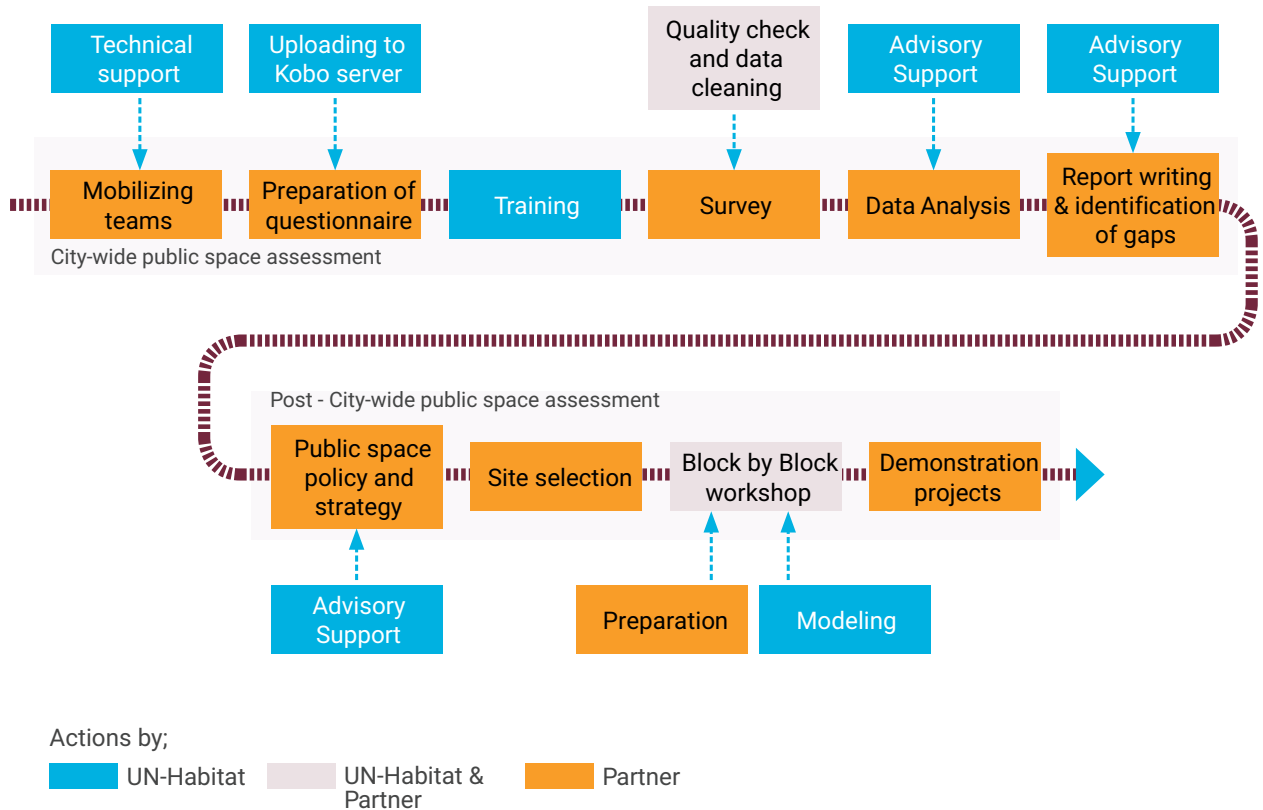 Technical
support
Uploading to
Kobo server
Quality check
and data
cleaning
Advisory
Support
Advisory
Support
Mobilizing
teams
Preparation of
questionnaire
Training
Survey
Data Analysis
Report writing
& identification
of gaps
City-wide public space assessment
Post - City-wide public space assessment
Public space
policy and
strategy
Site selection
Block by Block
workshop
Demonstration
projects
Advisory
Support
Preparation
Modeling
Actions by;
UN-Habitat
UN-Habitat &
Partner
Partner